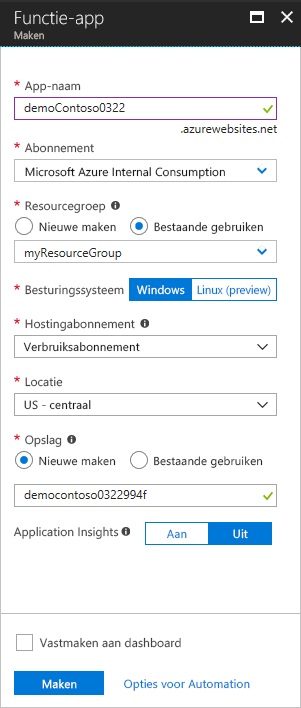 Functie-app
Maken
* App-naam
demoContoso0322
.azurewebsites.net
* Abonnement
Microsoft Azure Internal Consumption
* Resourcegroep
Nieuwe maken Bestaande gebruiken
myResourceGroup
* Besturingssysteem Windows Linux (preview)
* Hostingabonnement
Verbruiksabonnement
* Locatie
US - centraal
* Opslag
Nieuwe maken Bestaande gebruiken
democontoso0322994f
Application Insights Aan Uit
Vastmaken aan dashboard
Maken Opties voor Automation